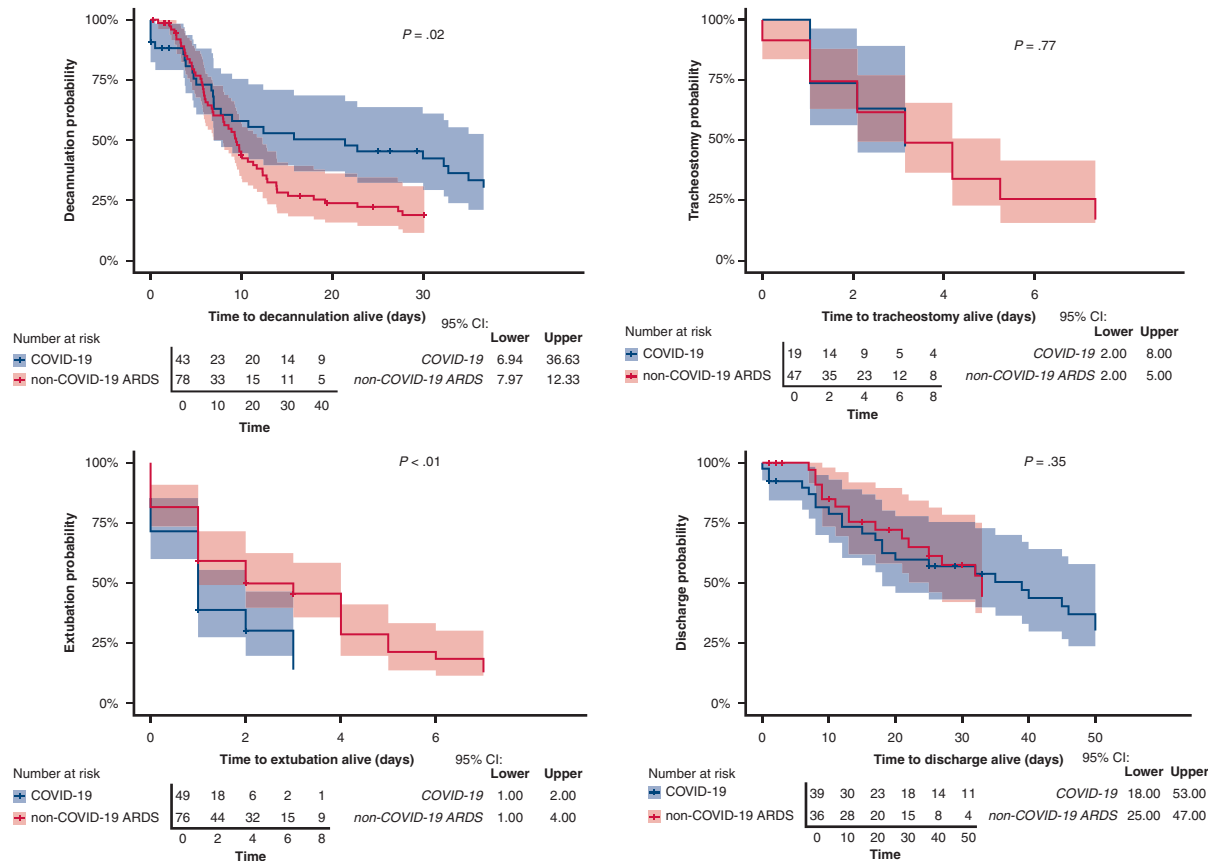 100%
75%
50%
25%
0%
Decannulation probability
P = .02
0 10 20 30
Time to decannulation alive (days)
95% CI:
Number at risk
Lower Upper
COVID-19 43 23 20 14 9 COVID-19 6.94 36.63
non-COVID-19 ARDS 78 33 15 11 5 non-COVID-19 ARDS 7.97 12.33
0 10 20 30 40
Time
100%
75%
50%
25%
0%
Tracheostomy probability
P = .77
0 2 4 6
Time to tracheostomy alive (days)
95% CI:
Number at risk
Lower Upper
COVID-19 19 14 9 5 4 COVID-19 2.00 8.00
non-COVID-19 ARDS 47 35 23 12 8 non-COVID-19 ARDS 2.00 5.00
0 2 4 6 8
Time
100%
75%
50%
25%
0%
Extubation probability
P < .01
0 2 4 6
Time to extubation alive (days)
95% CI:
Number at risk
Lower Upper
COVID-19 49 18 6 2 1 COVID-19 1.00 2.00
non-COVID-19 ARDS 76 44 32 15 9 non-COVID-19 ARDS 1.00 4.00
0 2 4 6 8
Time
100%
75%
50%
25%
0%
Discharge probability
P = .35
0 10 20 30 40 50
Time to discharge alive (days)
95% CI:
Number at risk
Lower Upper
COVID-19 39 30 23 18 14 11 COVID-19 18.00 53.00
non-COVID-19 ARDS 36 28 20 15 8 4 non-COVID-19 ARDS 25.00 47.00
0 10 20 30 40 50
Time